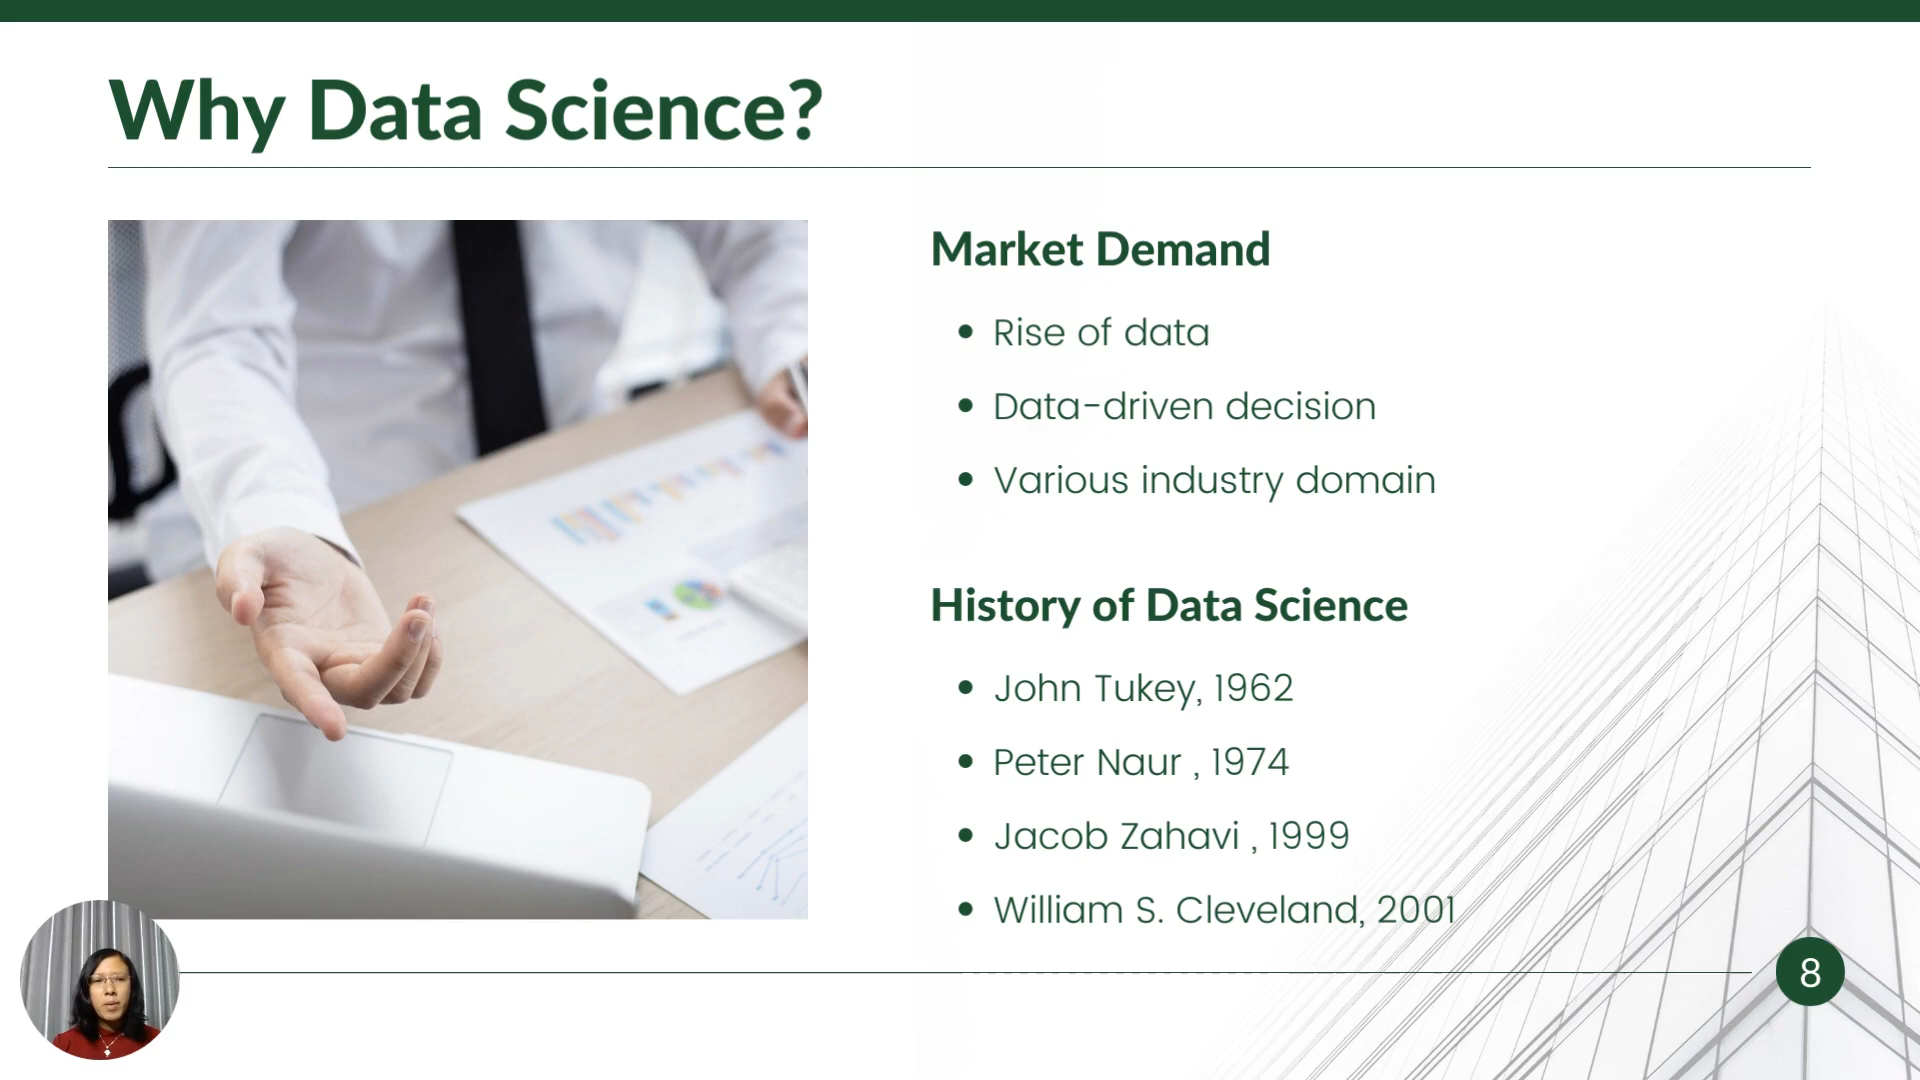 Why Data Science?
Market Demand
• Rise of data
• Data-driven decision
• Various industry domain
History of Data Science
• John Tukey, 1962
• Peter Naur , 1974
• Jacob Zahavi , 1999
• William S. Cleveland, 2001
8